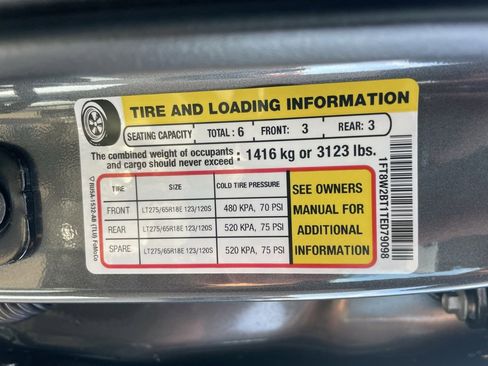 TIRE AND LOADING INFORMATION
SEATING CAPACITY TOTAL : 6 FRONT: 3 REAR: 3
The combined weight of occupants and cargo should never exceed : 1416 kg or 3123 lbs.
TIRE SIZE COLD TIRE PRESSURE
FRONT LT275/65R18E 123/120S 480 KPA, 70 PSI
REAR LT275/65R18E 123/120S 520 KPA, 75 PSI
SPARE LT275/65R18E 123/120S 520 KPA, 75 PSI
SEE OWNERS
MANUAL FOR
ADDITIONAL
INFORMATION
1FT8W2BT1TED79098